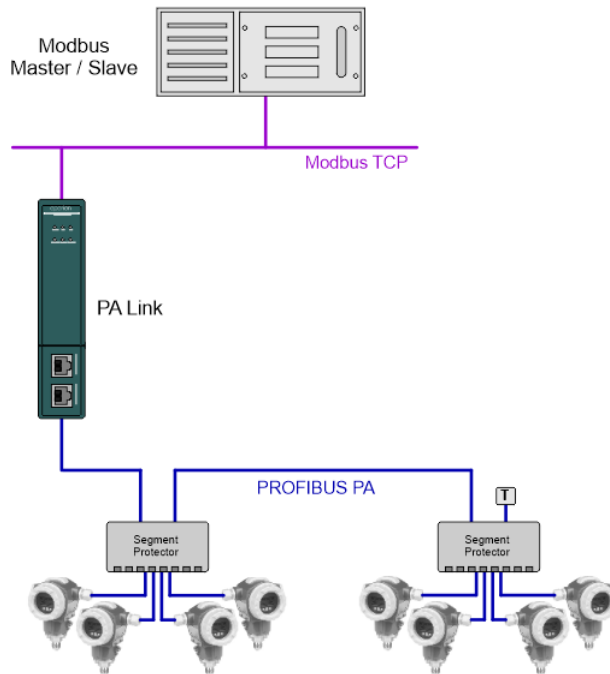 Modbus
Master / Slave
Modbus TCP
PA Link
PROFIBUS PA
T
Segment
Protector
Segment
Protector